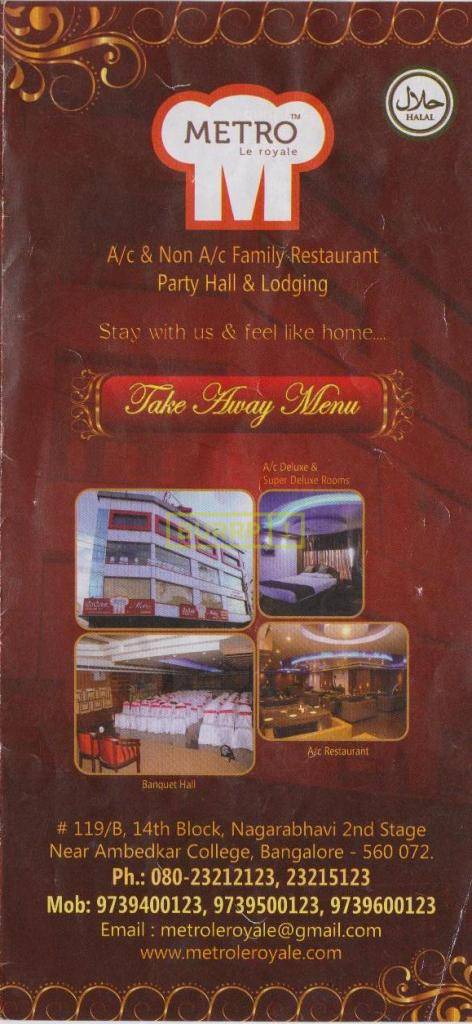 حلال
HALAL
METRO™
Le royale
M
A/c & Non A/c Family Restaurant
Party Hall & Lodging
Stay with us & feel like home....
Take Away Menu
A/c Deluxe &
Super Deluxe Rooms
Metro
Banquet Hall
A/c Restaurant
# 119/B, 14th Block, Nagarabhavi 2nd Stage
Near Ambedkar College, Bangalore - 560 072.
Ph.: 080-23212123, 23215123
Mob: 9739400123, 9739500123, 9739600123
Email : metroleroyale@gmail.com
www.metroleroyale.com